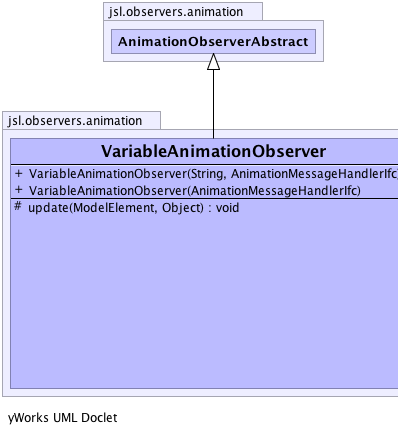 jsl.observers.animation
AnimationObserverAbstract
jsl.observers.animation
VariableAnimationObserver
+ VariableAnimationObserver(String, AnimationMessageHandlerIfc)
+ VariableAnimationObserver(AnimationMessageHandlerIfc)
# update(ModelElement, Object) : void
yWorks UML Doclet